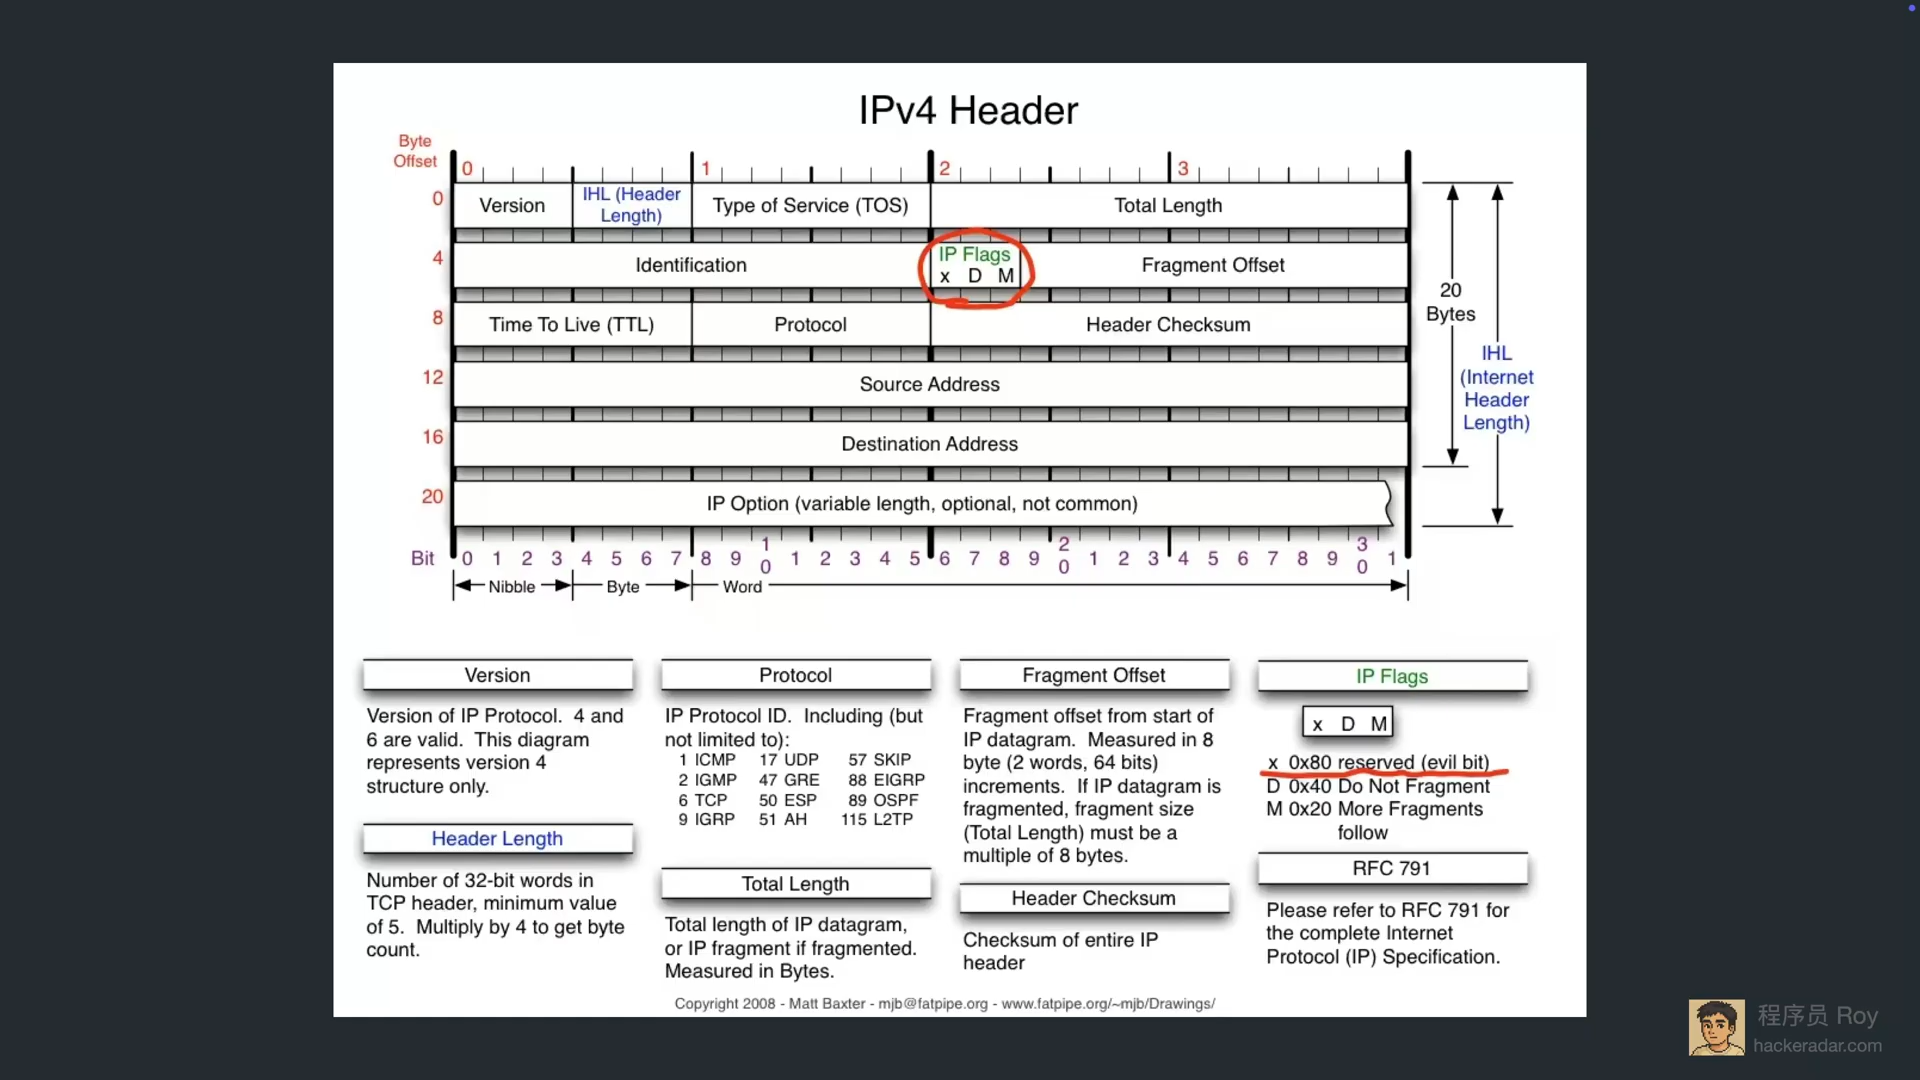 IPv4 Header
Byte
Offset
0 1 2 3
0 Version IHL (Header Length) Type of Service (TOS) Total Length
4 Identification IP Flags x D M Fragment Offset
8 Time To Live (TTL) Protocol Header Checksum
12 Source Address
16 Destination Address
20 IP Option (variable length, optional, not common)
20
Bytes
IHL
(Internet
Header
Length)
Bit 0 1 2 3 4 5 6 7 8 9 10 1 2 3 4 5 6 7 8 9 20 1 2 3 4 5 6 7 8 9 30 1
Nibble Byte Word
Version
Version of IP Protocol. 4 and
6 are valid. This diagram
represents version 4
structure only.
Header Length
Number of 32-bit words in
TCP header, minimum value
of 5. Multiply by 4 to get byte
count.
Protocol
IP Protocol ID. Including (but
not limited to):
1 ICMP 17 UDP 57 SKIP
2 IGMP 47 GRE 88 EIGRP
6 TCP 50 ESP 89 OSPF
9 IGRP 51 AH 115 L2TP
Total Length
Total length of IP datagram,
or IP fragment if fragmented.
Measured in Bytes.
Fragment Offset
Fragment offset from start of
IP datagram. Measured in 8
byte (2 words, 64 bits)
increments. If IP datagram is
fragmented, fragment size
(Total Length) must be a
multiple of 8 bytes.
Header Checksum
Checksum of entire IP
header
IP Flags
x D M
x 0x80 reserved (evil bit)
D 0x40 Do Not Fragment
M 0x20 More Fragments
follow
RFC 791
Please refer to RFC 791 for
the complete Internet
Protocol (IP) Specification.
Copyright 2008 - Matt Baxter - mjb@fatpipe.org - www.fatpipe.org/~mjb/Drawings/
程序员 Roy
hackeradar.com